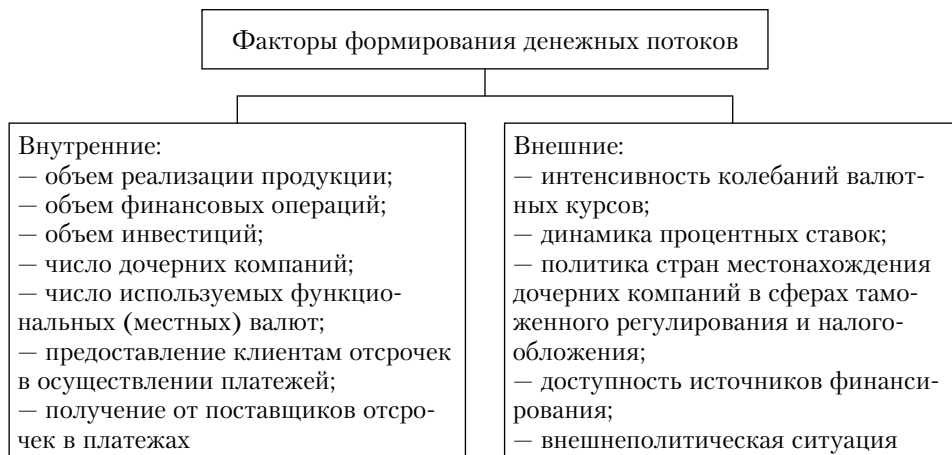 Факторы формирования денежных потоков
Внутренние:
— объем реализации продукции;
— объем финансовых операций;
— объем инвестиций;
— число дочерних компаний;
— число используемых функцио-
нальных (местных) валют;
— предоставление клиентам отсрочек
в осуществлении платежей;
— получение от поставщиков отсро-
чек в платежах
Внешние:
— интенсивность колебаний валют-
ных курсов;
— динамика процентных ставок;
— политика стран местонахождения
дочерних компаний в сферах тамо-
женного регулирования и налого-
обложения;
— доступность источников финанси-
рования;
— внешнеполитическая ситуация